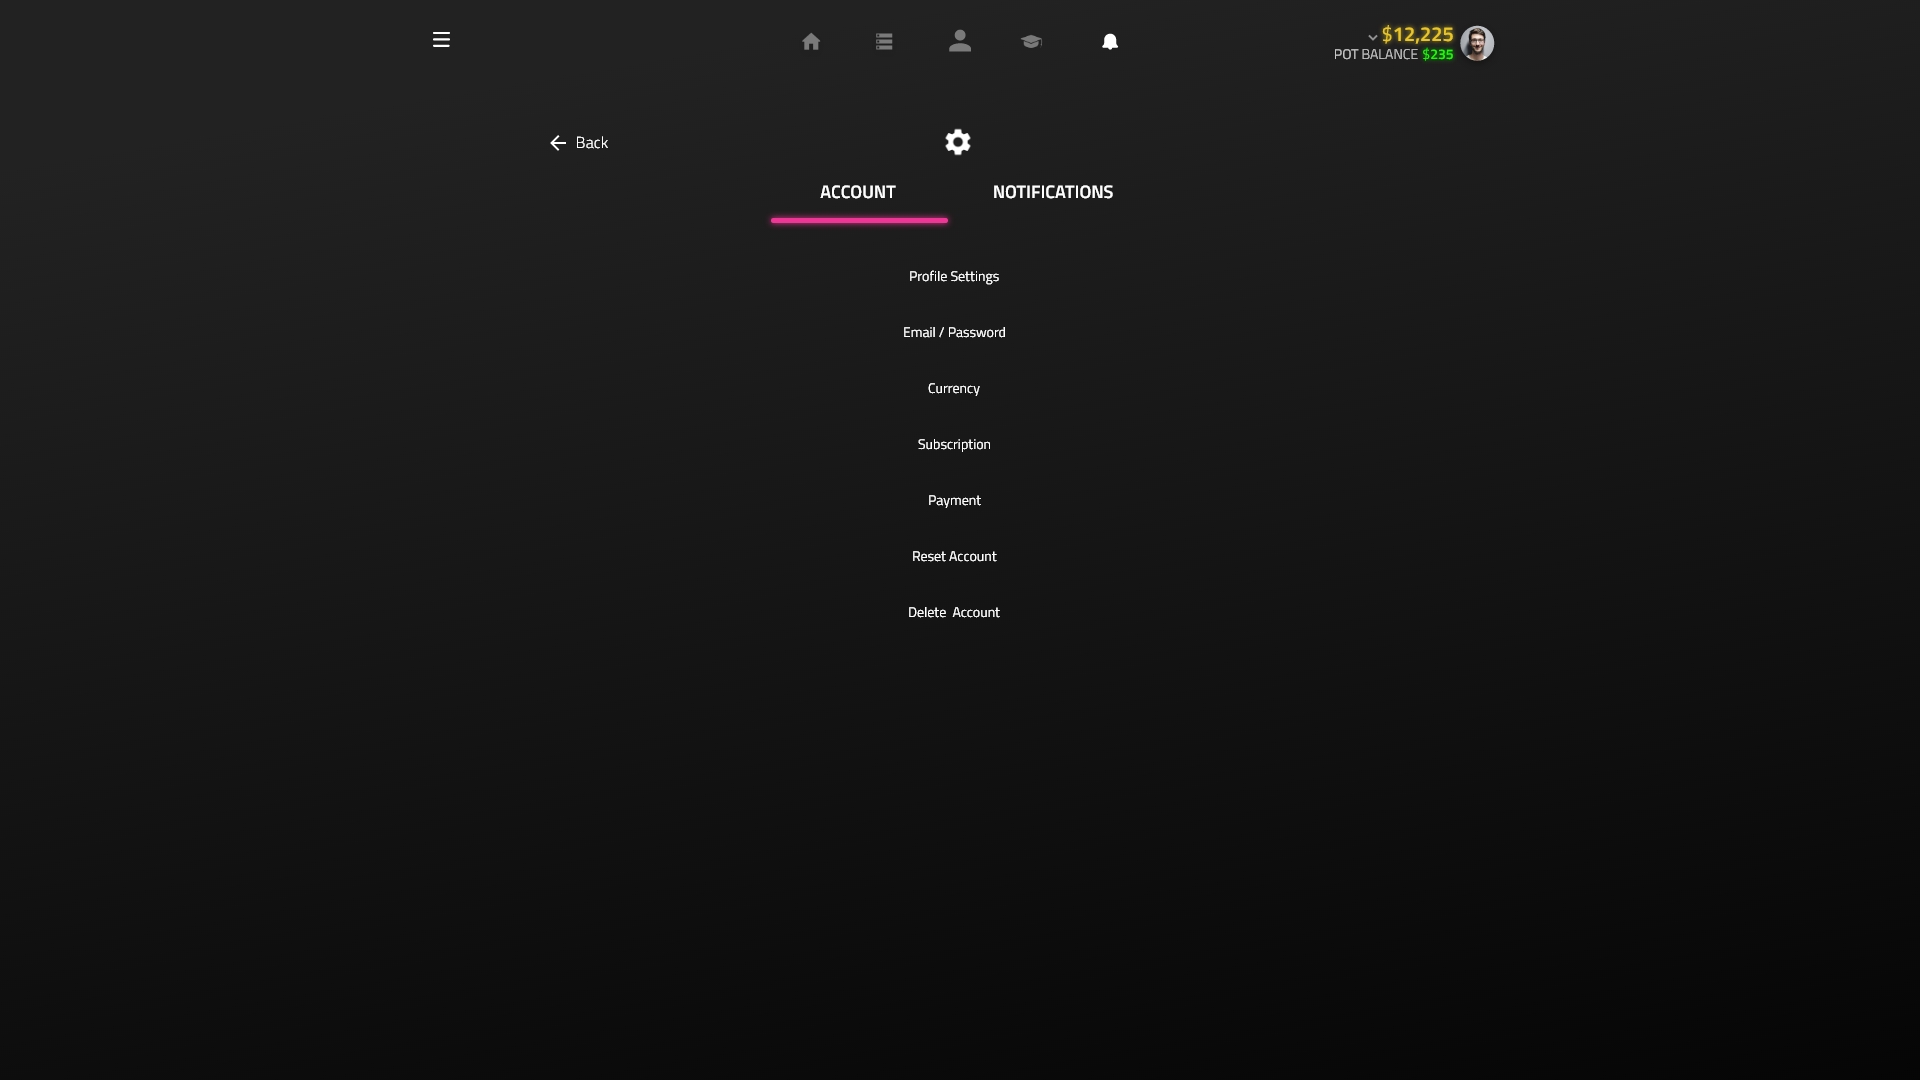 $12,225
POT BALANCE $235
Back
ACCOUNT NOTIFICATIONS
Profile Settings
Email / Password
Currency
Subscription
Payment
Reset Account
Delete Account